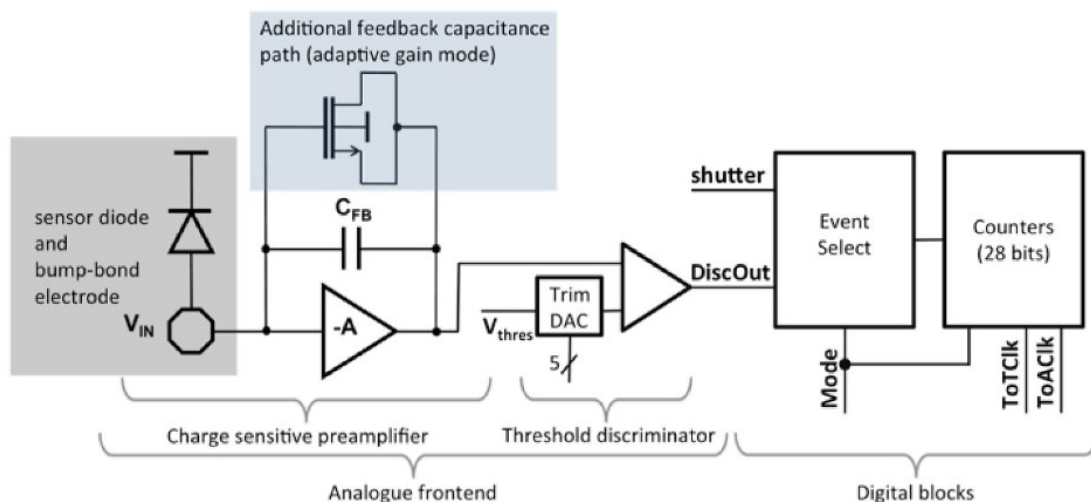 Additional feedback capacitance
path (adaptive gain mode)
sensor diode
and
bump-bond
electrode
V_IN
C_FB
-A
V_thres
Trim
DAC
5
shutter
DiscOut
Event
Select
Counters
(28 bits)
Mode
ToTClk
ToAClk
Charge sensitive preamplifier
Threshold discriminator
Analogue frontend
Digital blocks